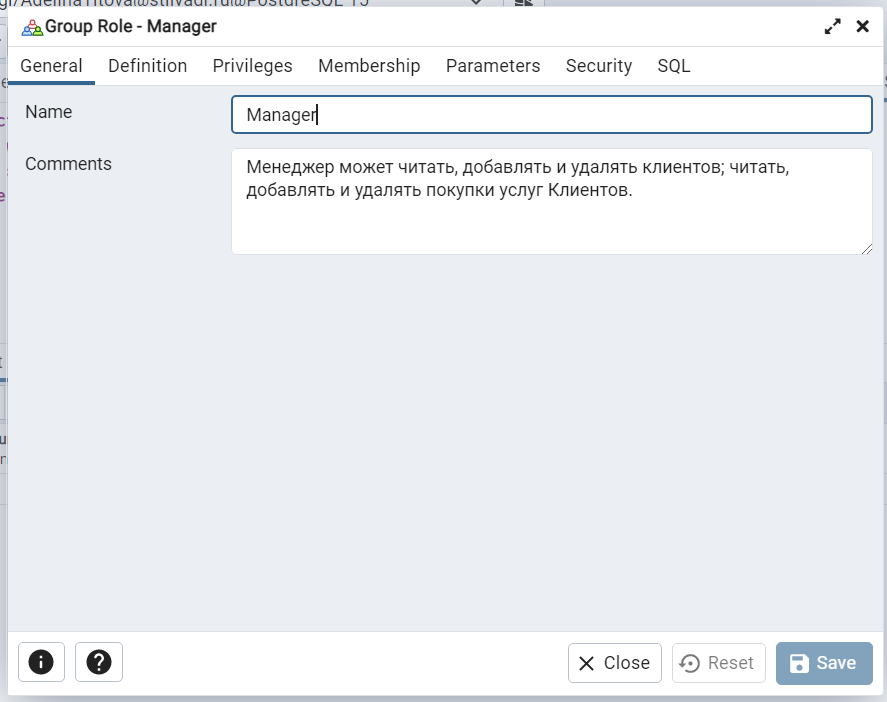 Group Role - Manager
General Definition Privileges Membership Parameters Security SQL
Name
Manager
Comments
Менеджер может читать, добавлять и удалять клиентов; читать,
добавлять и удалять покупки услуг Клиентов.
Close Reset Save